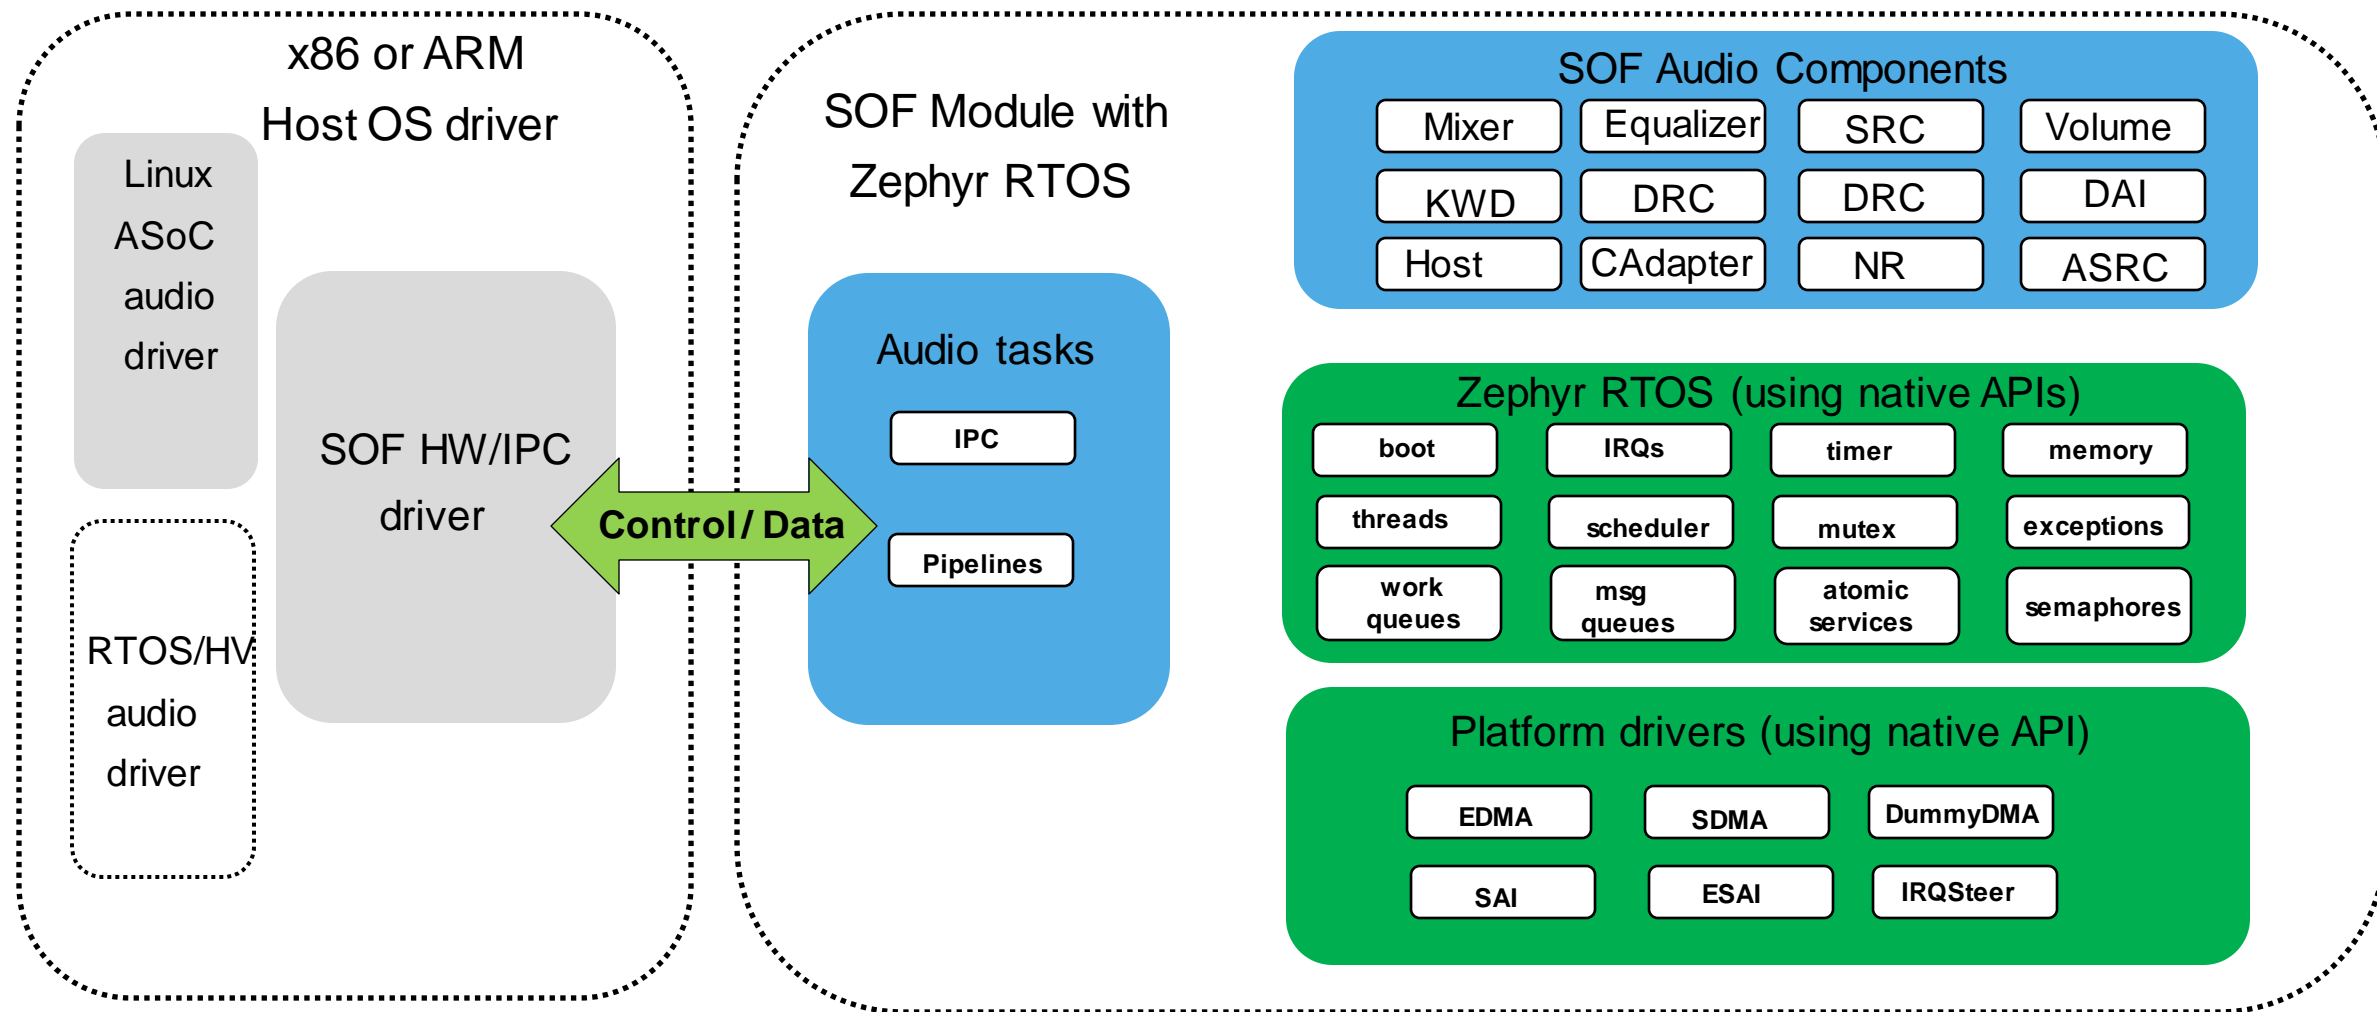 x86 or ARM
Host OS driver
Linux
ASoC
audio
driver
SOF HW/IPC
driver
RTOS/HV
audio
driver
Control / Data
SOF Module with
Zephyr RTOS
Audio tasks
IPC
Pipelines
SOF Audio Components
Mixer
Equalizer
SRC
Volume
KWD
DRC
DRC
DAI
Host
CAdapter
NR
ASRC
Zephyr RTOS (using native APIs)
boot
IRQs
timer
memory
threads
scheduler
mutex
exceptions
work
queues
msg
queues
atomic
services
semaphores
Platform drivers (using native API)
EDMA
SDMA
DummyDMA
SAI
ESAI
IRQSteer